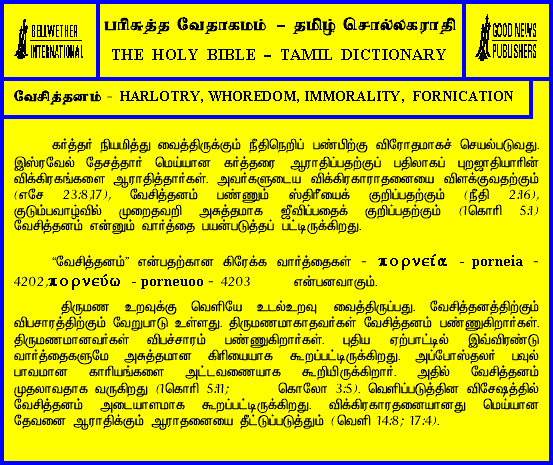 BELLWETHER
INTERNATIONAL
பரிசுத்த வேதாகமம் – தமிழ் சொல்லகராதி
THE HOLY BIBLE – TAMIL DICTIONARY
GOOD NEWS
PUBLISHERS
வேசித்தனம் - HARLOTRY, WHOREDOM, IMMORALITY, FORNICATION
கர்த்தர் நியமித்து வைத்திருக்கும் நீதிநெறிப் பண்பிற்கு விரோதமாகச் செயல்படுவது.
இஸ்ரவேல் தேசத்தார் மெய்யான கர்த்தரை ஆராதிப்பதற்குப் பதிலாகப் புறஜாதியாரின்
விக்கிரகங்களை ஆராதித்தார்கள். அவர்களுடைய விக்கிரகாராதனையை விளக்குவதற்கும்
(எசே 23:8,17), வேசித்தனம் பண்ணும் ஸ்திரீயைக் குறிப்பதற்கும் (நீதி 2:16),
குடும்பவாழ்வில் முறைதவறி அசுத்தமாக ஜீவிப்பதைக் குறிப்பதற்கும் (1கொரி 5:1)
வேசித்தனம் என்னும் வார்த்தை பயன்படுத்தப் பட்டிருக்கிறது.
“வேசித்தனம்” என்பதற்கான கிரேக்க வார்த்தைகள் - πορνεία - porneia -
4202,πορνεύω - porneuoo - 4203 என்பனவாகும்.
திருமண உறவுக்கு வெளியே உடல்உறவு வைத்திருப்பது. வேசித்தனத்திற்கும்
விபசாரத்திற்கும் வேறுபாடு உள்ளது. திருமணமாகாதவர்கள் வேசித்தனம் பண்ணுகிறார்கள்.
திருமணமானவர்கள் விபச்சாரம் பண்ணுகிறார்கள். புதிய ஏற்பாட்டில் இவ்விரண்டு
வார்த்தைகளுமே அசுத்தமான கிரியையாக கூறப்பட்டிருக்கிறது. அப்போஸ்தலர் பவுல்
பாவமான காரியங்களை அட்டவணையாக கூறியிருக்கிறார். அதில் வேசித்தனம்
முதலாவதாக வருகிறது (1கொரி 5:11; கொலோ 3:5). வெளிப்படுத்தின விசேஷத்தில்
வேசித்தனம் அடையாளமாக கூறப்பட்டிருக்கிறது. விக்கிரகாரதனையானது மெய்யான
தேவனை ஆராதிக்கும் ஆராதனையை தீட்டுப்படுத்தும் (வெளி 14:8; 17:4).